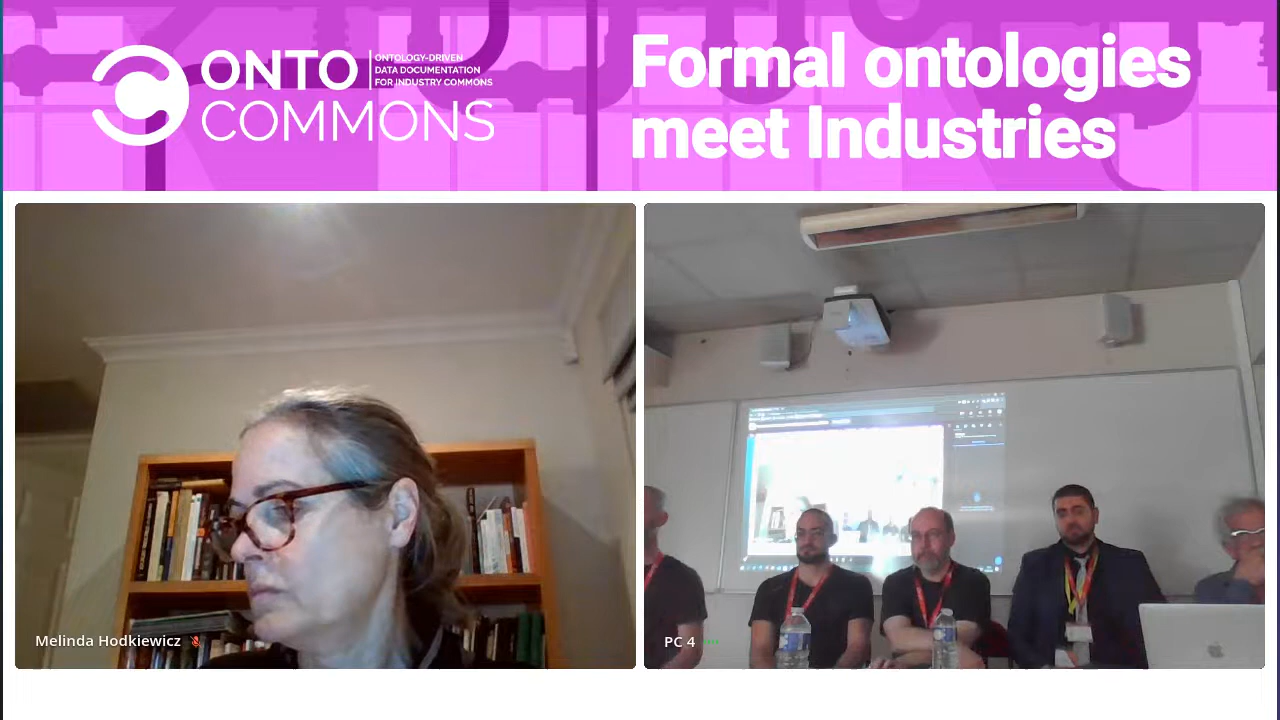 ONTO
COMMONS
ONTOLOGY-DRIVEN
DATA DOCUMENTATION
FOR INDUSTRY COMMONS
Formal ontologies
meet Industries
Melinda Hodkiewicz
PC 4